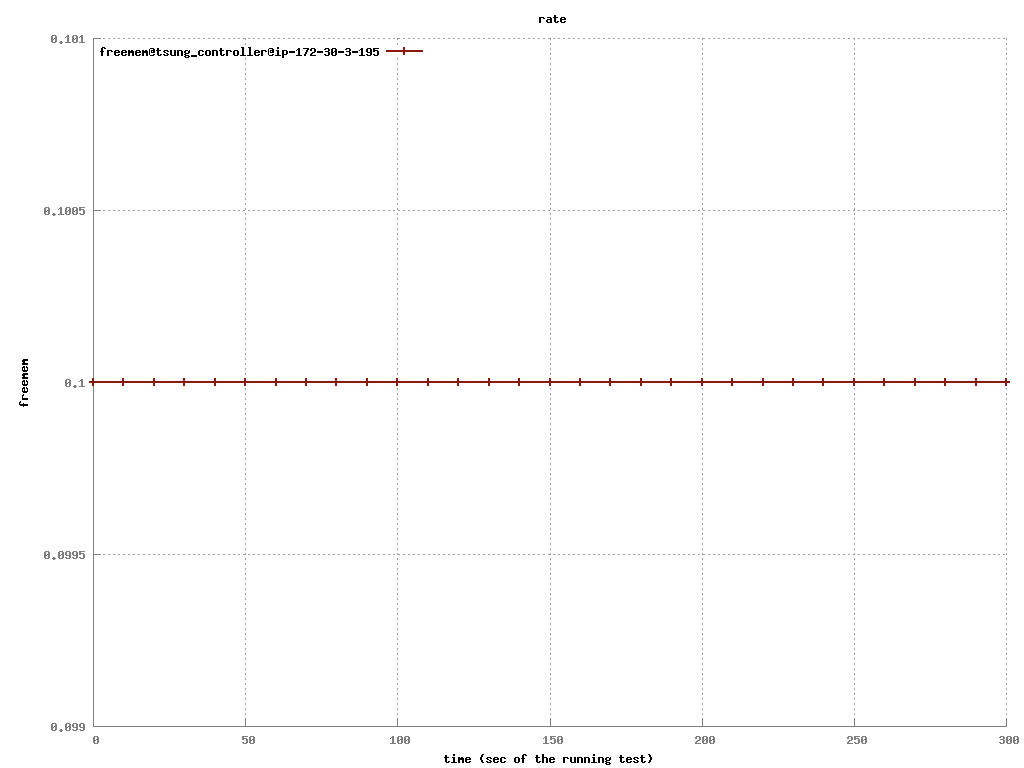 rate
0.101
freemem@tsung_controller@ip-172-30-3-195
0.1005
freemem
0.1
0.0995
0.099
0 50 100 150 200 250 300
time (sec of the running test)